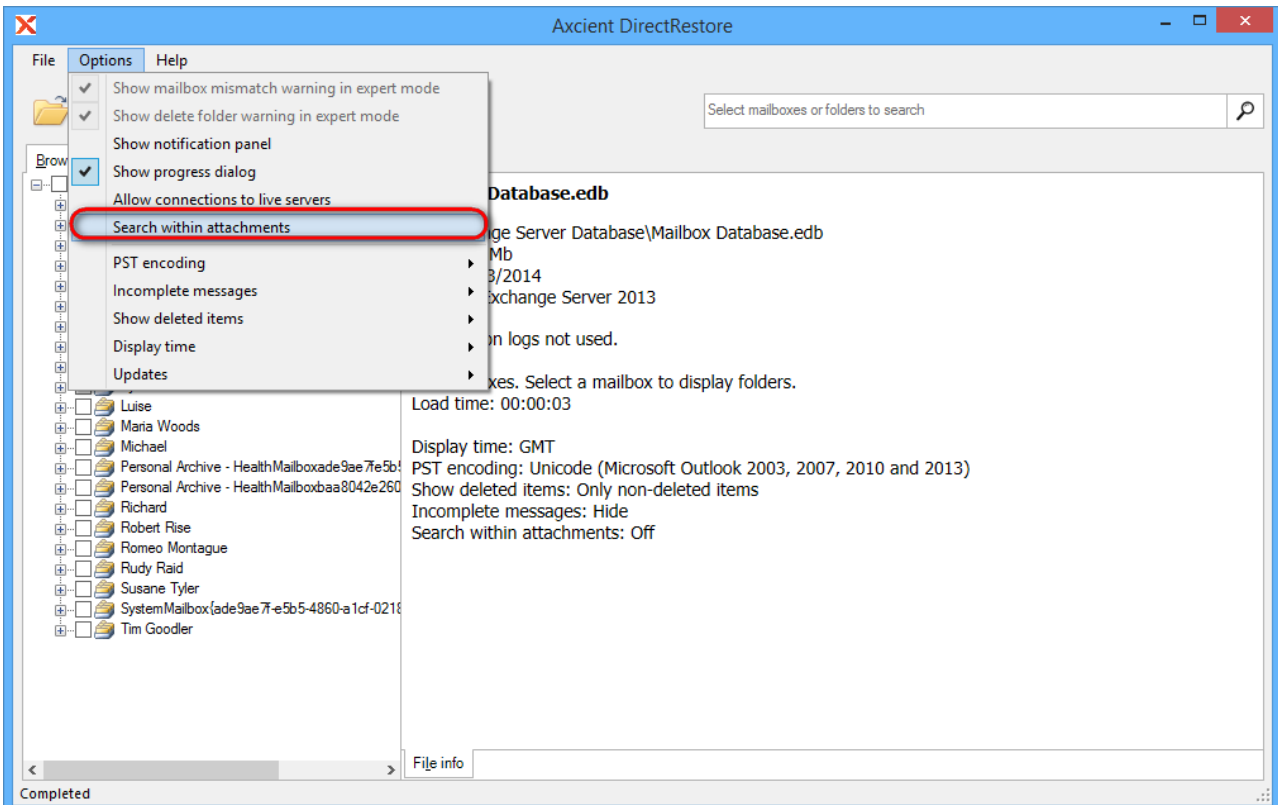 Axcient DirectRestore
File Options Help
Show mailbox mismatch warning in expert mode
Show delete folder warning in expert mode
Show notification panel
Show progress dialog
Allow connections to live servers
Search within attachments
PST encoding
Incomplete messages
Show deleted items
Display time
Updates
Select mailboxes or folders to search
Brow
Database.edb
ge Server Database\Mailbox Database.edb
Mb
3/2014
xchange Server 2013
on logs not used.
xes. Select a mailbox to display folders.
Load time: 00:00:03
Display time: GMT
PST encoding: Unicode (Microsoft Outlook 2003, 2007, 2010 and 2013)
Show deleted items: Only non-deleted items
Incomplete messages: Hide
Search within attachments: Off
Luise
Maria Woods
Michael
Personal Archive - HealthMailboxade9ae7fe5b5
Personal Archive - HealthMailboxbaa8042e260
Richard
Robert Rise
Romeo Montague
Rudy Raid
Susane Tyler
SystemMailbox{ade9ae7f-e5b5-4860-a1cf-0218
Tim Goodler
File info
Completed